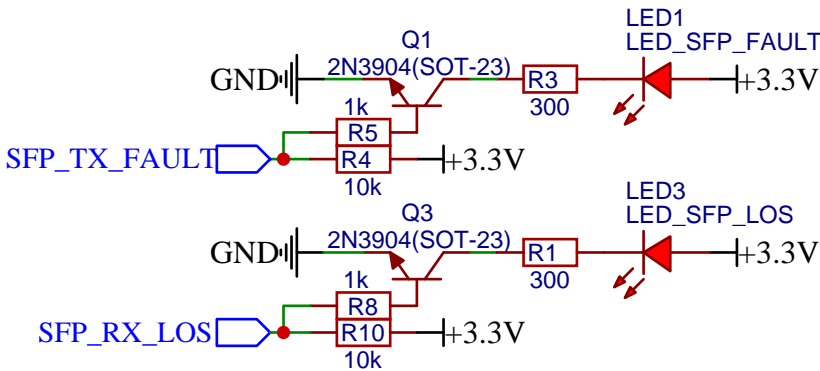 LED1
LED_SFP_FAULT
Q1
2N3904(SOT-23)
GND
R3
+3.3V
300
1k
R5
SFP_TX_FAULT
R4
+3.3V
10k
LED3
LED_SFP_LOS
Q3
2N3904(SOT-23)
GND
R1
+3.3V
300
1k
R8
SFP_RX_LOS
R10
+3.3V
10k